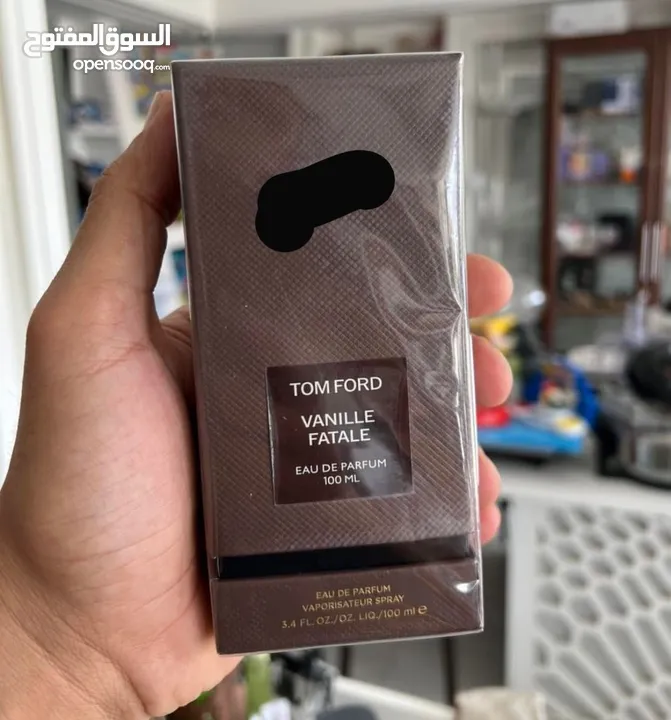 السوق المفتوح
opensooq.com
TOM FORD
VANILLE
FATALE
EAU DE PARFUM
100 ML
EAU DE PARFUM
VAPORISATEUR SPRAY
3.4 FL. OZ./OZ. LIQ./100 ml e